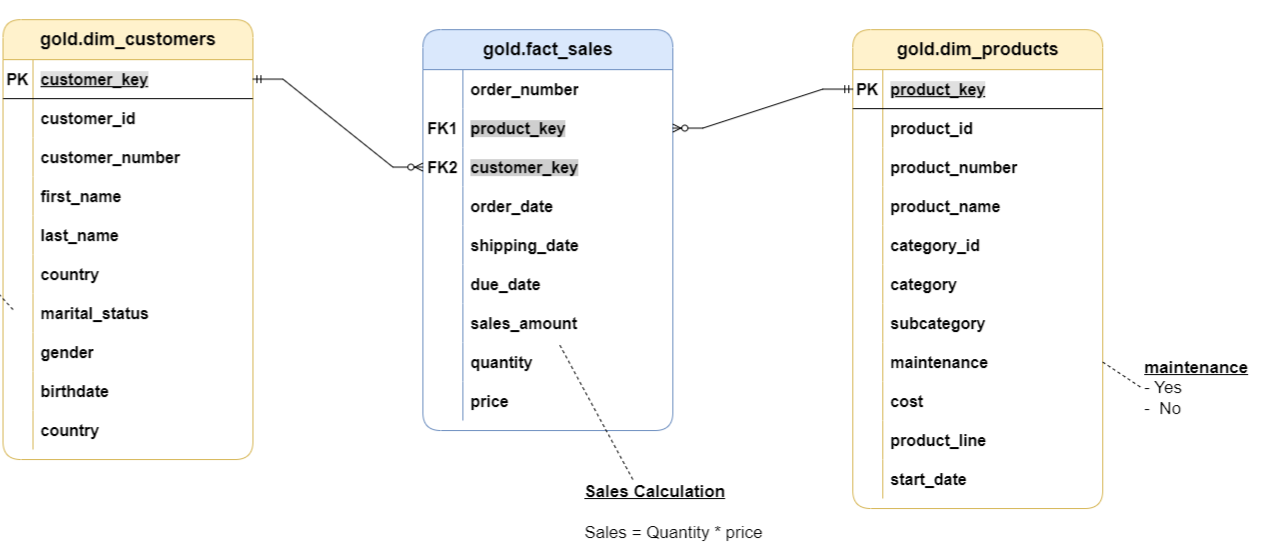 gold.dim_customers
PK customer_key
customer_id
customer_number
first_name
last_name
country
marital_status
gender
birthdate
country
gold.fact_sales
order_number
FK1 product_key
FK2 customer_key
order_date
shipping_date
due_date
sales_amount
quantity
price
Sales Calculation
Sales = Quantity * price
gold.dim_products
PK product_key
product_id
product_number
product_name
category_id
category
subcategory
maintenance
cost
product_line
start_date
maintenance
- Yes
- No